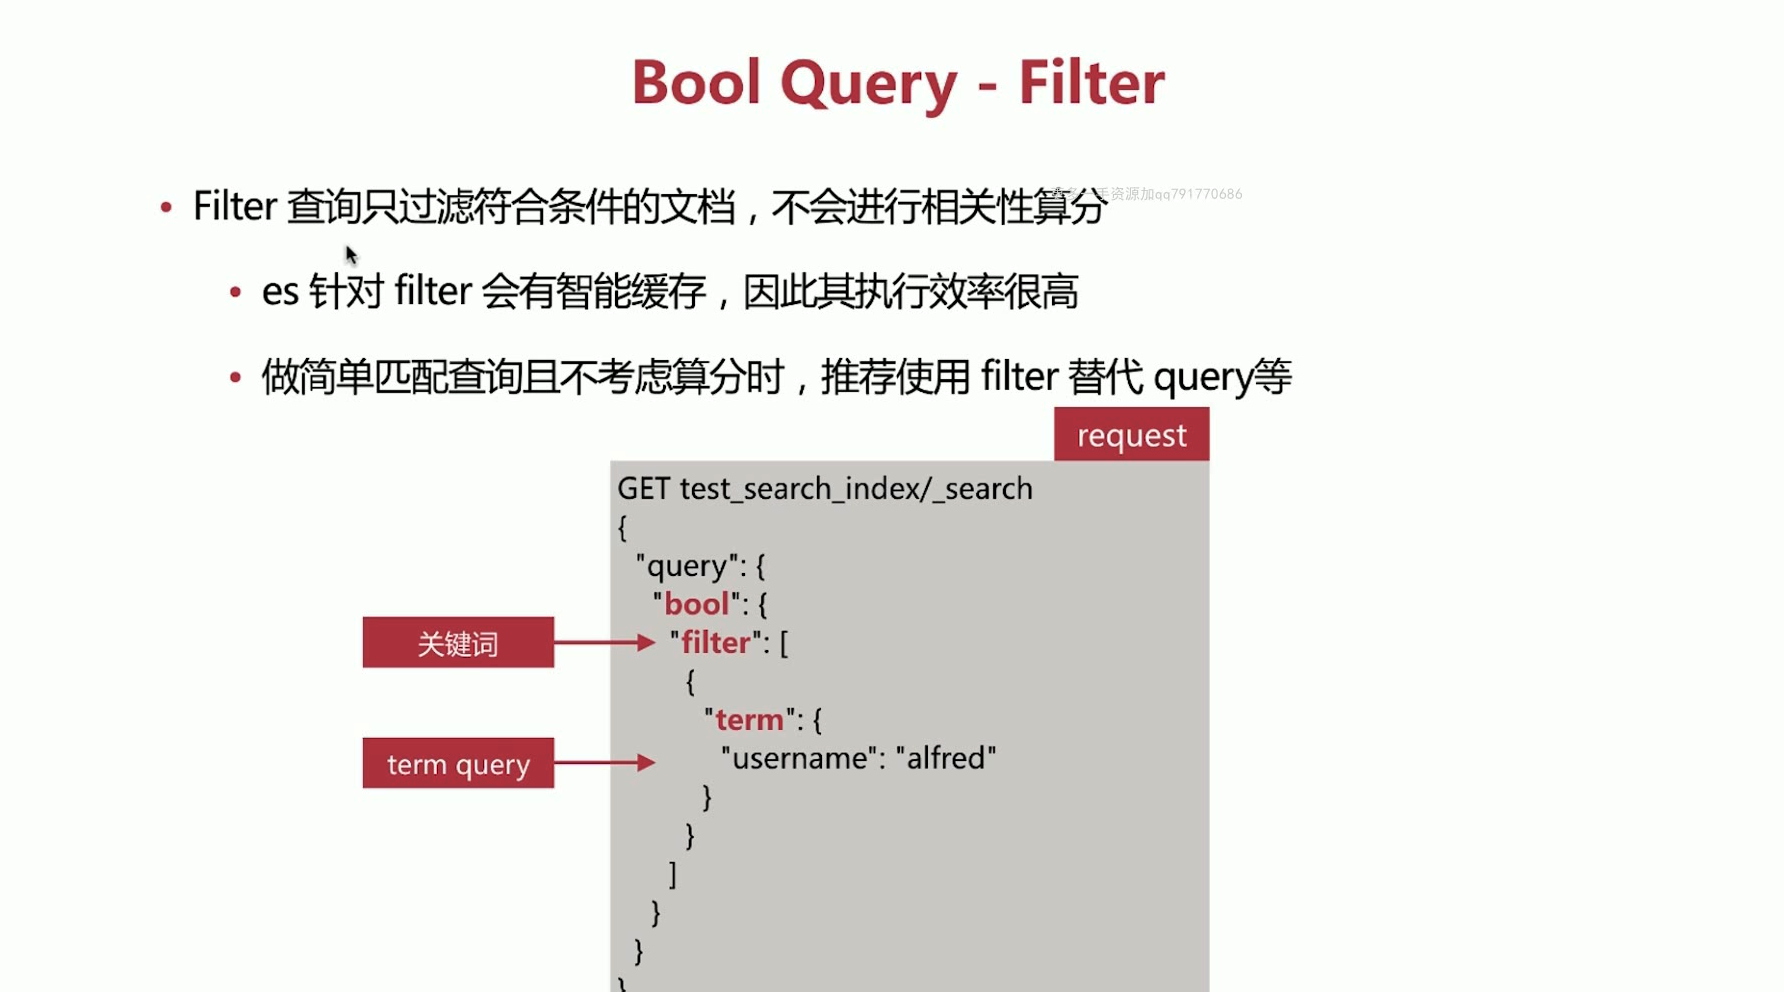 Bool Query - Filter
• Filter 查询只过滤符合条件的文档，不会进行相关性算分
手资源加qq791770686
• es 针对 filter 会有智能缓存，因此其执行效率很高
• 做简单匹配查询且不考虑算分时，推荐使用 filter 替代 query等
request
GET test_search_index/_search
{
"query": {
"bool": {
关键词
"filter": [
{
"term": {
term query
"username": "alfred"
}
}
]
}
}
}